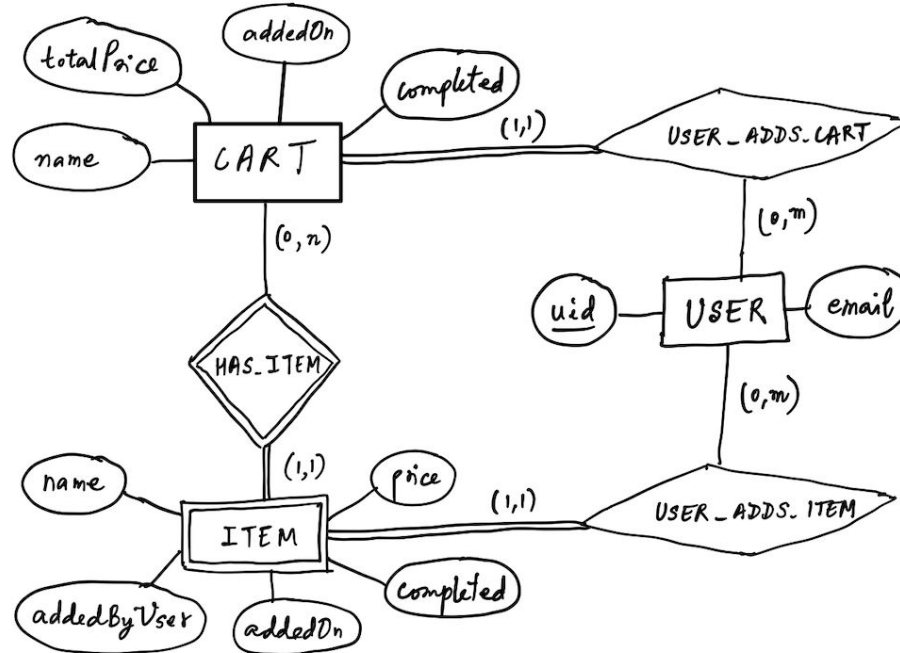 addedOn
totalPrice
completed
name
CART
(1,1)
USER_ADDS_CART
(0,n)
(0,m)
uid
USER
email
HAS_ITEM
(0,m)
(1,1)
name
price
(1,1)
ITEM
USER_ADDS_ITEM
addedByUser
addedOn
completed